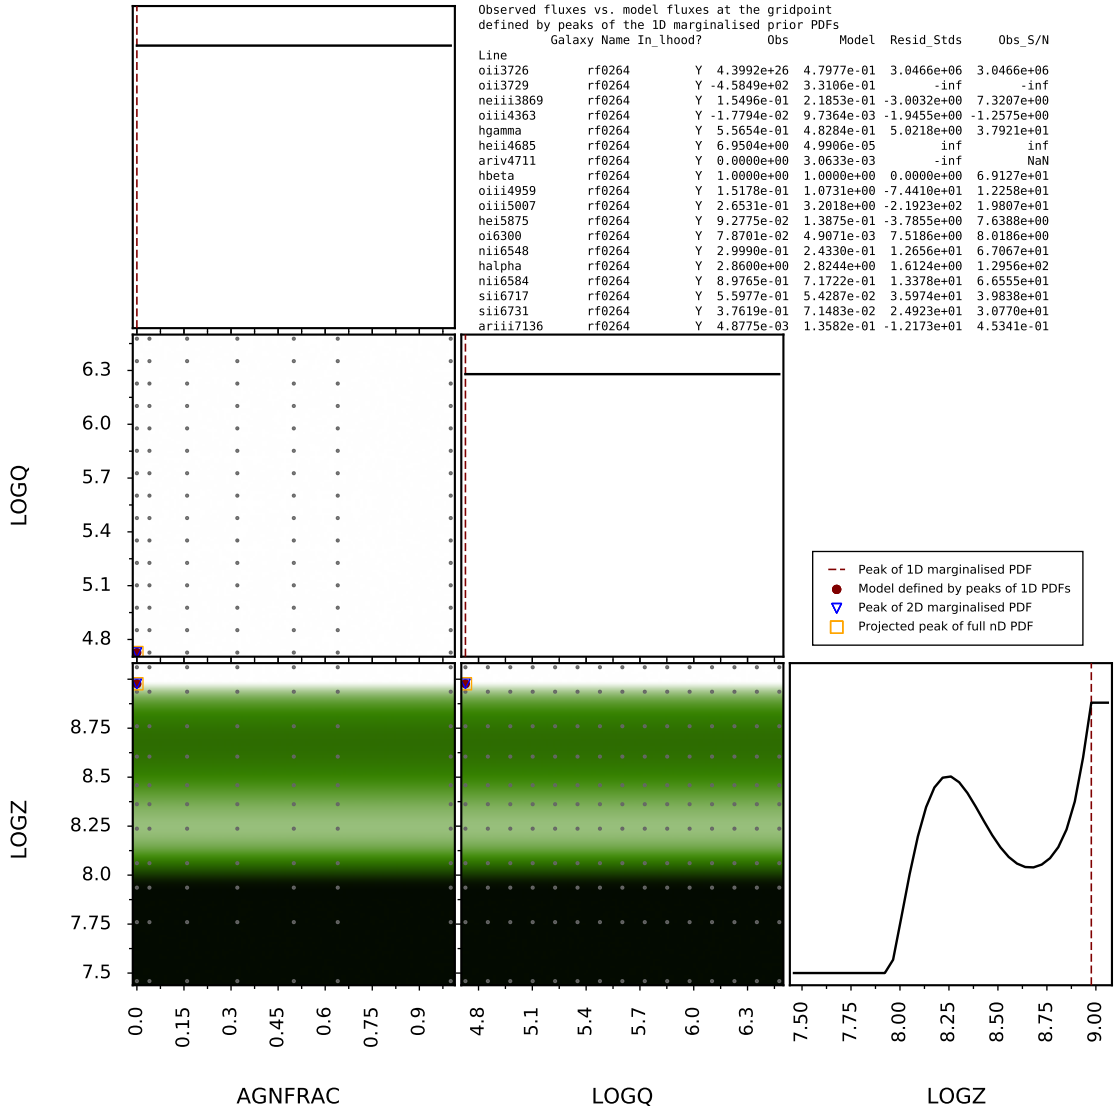 Observed fluxes vs. model fluxes at the gridpoint
defined by peaks of the 1D marginalised prior PDFs
Galaxy Name In_lhood? Obs Model Resid_Stds Obs_S/N
Line
oii3726 rf0264 Y 4.3992e+26 4.7977e-01 3.0466e+06 3.0466e+06
oii3729 rf0264 Y -4.5849e+02 3.3106e-01 -inf -inf
neiii3869 rf0264 Y 1.5496e-01 2.1853e-01 -3.0032e+00 7.3207e+00
oiii4363 rf0264 Y -1.7794e-02 9.7364e-03 -1.9455e+00 -1.2575e+00
hgamma rf0264 Y 5.5654e-01 4.8284e-01 5.0218e+00 3.7921e+01
heii4685 rf0264 Y 6.9504e+00 4.9906e-05 inf inf
ariv4711 rf0264 Y 0.0000e+00 3.0633e-03 -inf NaN
hbeta rf0264 Y 1.0000e+00 1.0000e+00 0.0000e+00 6.9127e+01
oiii4959 rf0264 Y 1.5178e-01 1.0731e+00 -7.4410e+01 1.2258e+01
oiii5007 rf0264 Y 2.6531e-01 3.2018e+00 -2.1923e+02 1.9807e+01
hei5875 rf0264 Y 9.2775e-02 1.3875e-01 -3.7855e+00 7.6388e+00
oi6300 rf0264 Y 7.8701e-02 4.9071e-03 7.5186e+00 8.0186e+00
nii6548 rf0264 Y 2.9990e-01 2.4330e-01 1.2656e+01 6.7067e+01
halpha rf0264 Y 2.8600e+00 2.8244e+00 1.6124e+00 1.2956e+02
nii6584 rf0264 Y 8.9765e-01 7.1722e-01 1.3378e+01 6.6555e+01
sii6717 rf0264 Y 5.5977e-01 5.4287e-02 3.5974e+01 3.9838e+01
sii6731 rf0264 Y 3.7619e-01 7.1483e-02 2.4923e+01 3.0770e+01
ariii7136 rf0264 Y 4.8775e-03 1.3582e-01 -1.2173e+01 4.5341e-01
6.3
6.0
5.7
5.4
5.1
4.8
LOGQ
Peak of 1D marginalised PDF
Model defined by peaks of 1D PDFs
Peak of 2D marginalised PDF
Projected peak of full nD PDF
8.75
8.5
8.25
8.0
7.75
7.5
LOGZ
0.0 0.15 0.3 0.45 0.6 0.75 0.9
4.8 5.1 5.4 5.7 6.0 6.3
7.50 7.75 8.00 8.25 8.50 8.75 9.00
AGNFRAC
LOGQ
LOGZ